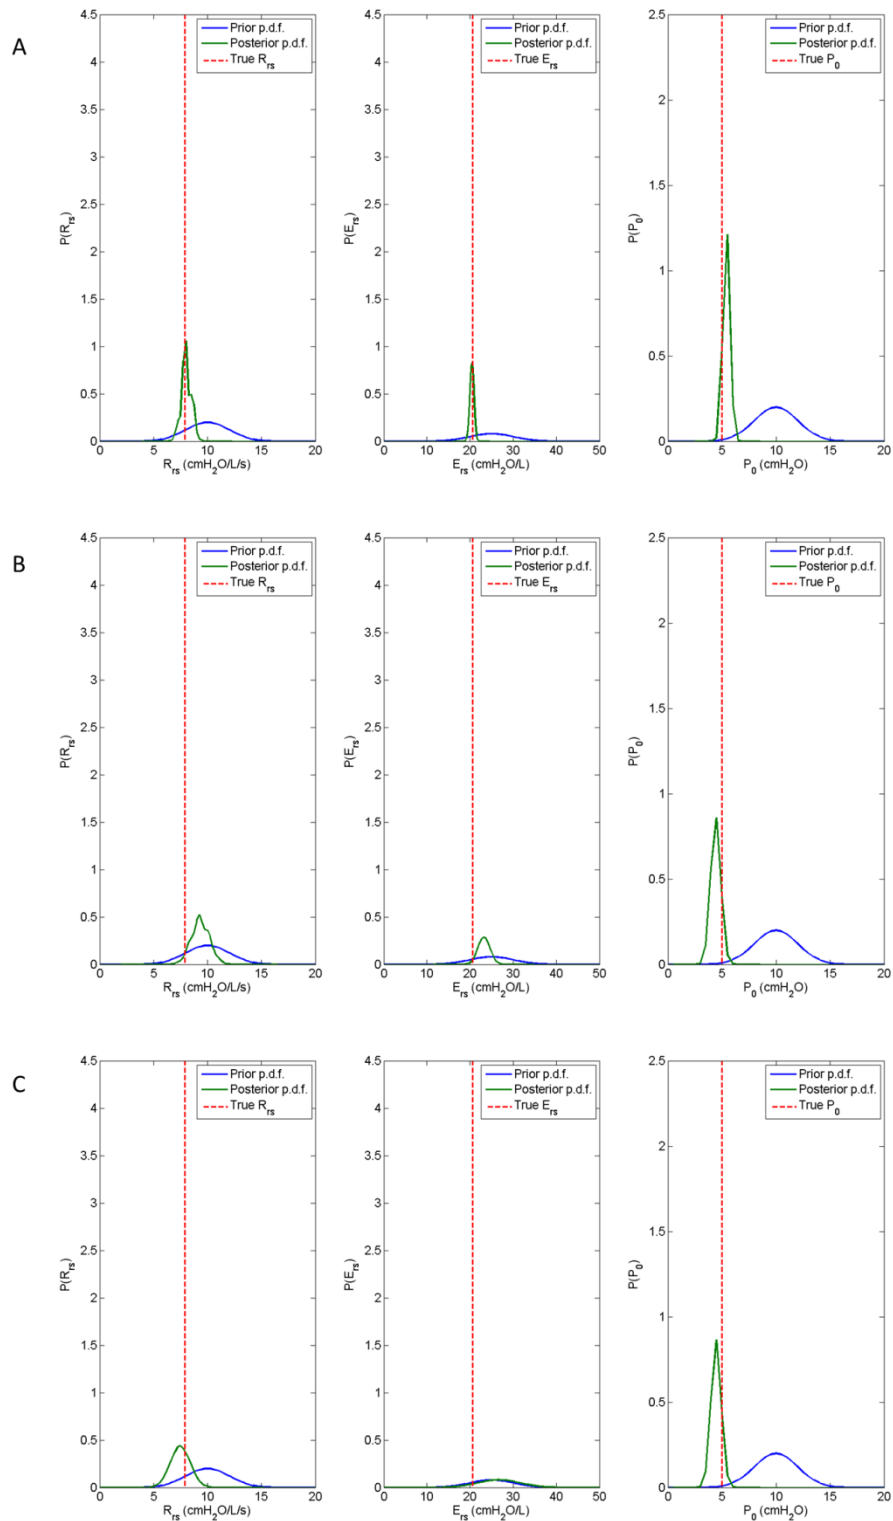 A
4.5
4
3.5
3
2.5
2
1.5
1
0.5
0
0 5 10 15 20
P(R_rs)
R_rs (cmH_2O/L/s)
Prior p.d.f.
Posterior p.d.f.
True R_rs
4.5
4
3.5
3
2.5
2
1.5
1
0.5
0
0 10 20 30 40 50
P(E_rs)
E_rs (cmH_2O/L)
Prior p.d.f.
Posterior p.d.f.
True E_rs
2.5
2
1.5
1
0.5
0
0 5 10 15 20
P(P_0)
P_0 (cmH_2O)
Prior p.d.f.
Posterior p.d.f.
True P_0
B
4.5
4
3.5
3
2.5
2
1.5
1
0.5
0
0 5 10 15 20
P(R_rs)
R_rs (cmH_2O/L/s)
Prior p.d.f.
Posterior p.d.f.
True R_rs
4.5
4
3.5
3
2.5
2
1.5
1
0.5
0
0 10 20 30 40 50
P(E_rs)
E_rs (cmH_2O/L)
Prior p.d.f.
Posterior p.d.f.
True E_rs
2.5
2
1.5
1
0.5
0
0 5 10 15 20
P(P_0)
P_0 (cmH_2O)
Prior p.d.f.
Posterior p.d.f.
True P_0
C
4.5
4
3.5
3
2.5
2
1.5
1
0.5
0
0 5 10 15 20
P(R_rs)
R_rs (cmH_2O/L/s)
Prior p.d.f.
Posterior p.d.f.
True R_rs
4.5
4
3.5
3
2.5
2
1.5
1
0.5
0
0 10 20 30 40 50
P(E_rs)
E_rs (cmH_2O/L)
Prior p.d.f.
Posterior p.d.f.
True E_rs
2.5
2
1.5
1
0.5
0
0 5 10 15 20
P(P_0)
P_0 (cmH_2O)
Prior p.d.f.
Posterior p.d.f.
True P_0